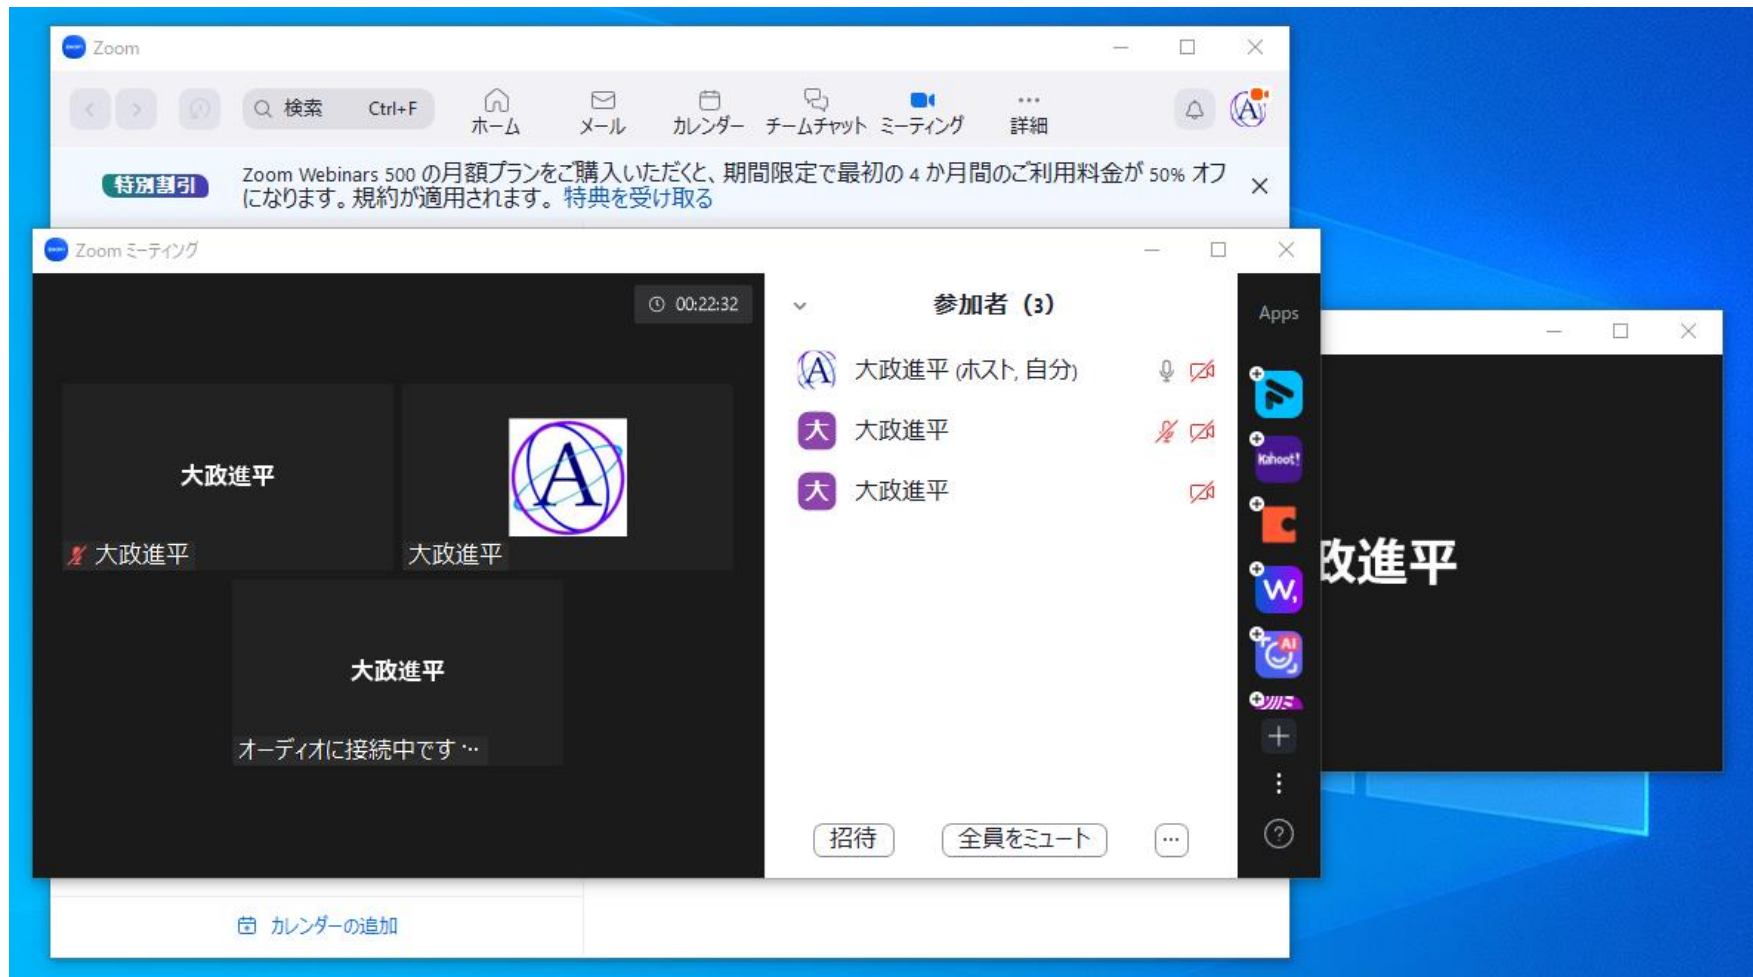 Zoom
検索 Ctrl+F
ホーム
メール
カレンダー
チームチャット
ミーティング
詳細
特別割引
Zoom Webinars 500 の月額プランをご購入いただくと、期間限定で最初の 4 か月間のご利用料金が 50% オフ
になります。規約が適用されます。特典を受け取る
Zoom ミーティング
00:22:32
大政進平
大政進平
A
大政進平
大政進平
オーディオに接続中です …
参加者 (3)
大政進平 (ホスト, 自分)
大 大政進平
大 大政進平
招待
全員をミュート
Apps
Kahoot!
W,
AI
政進平
カレンダーの追加